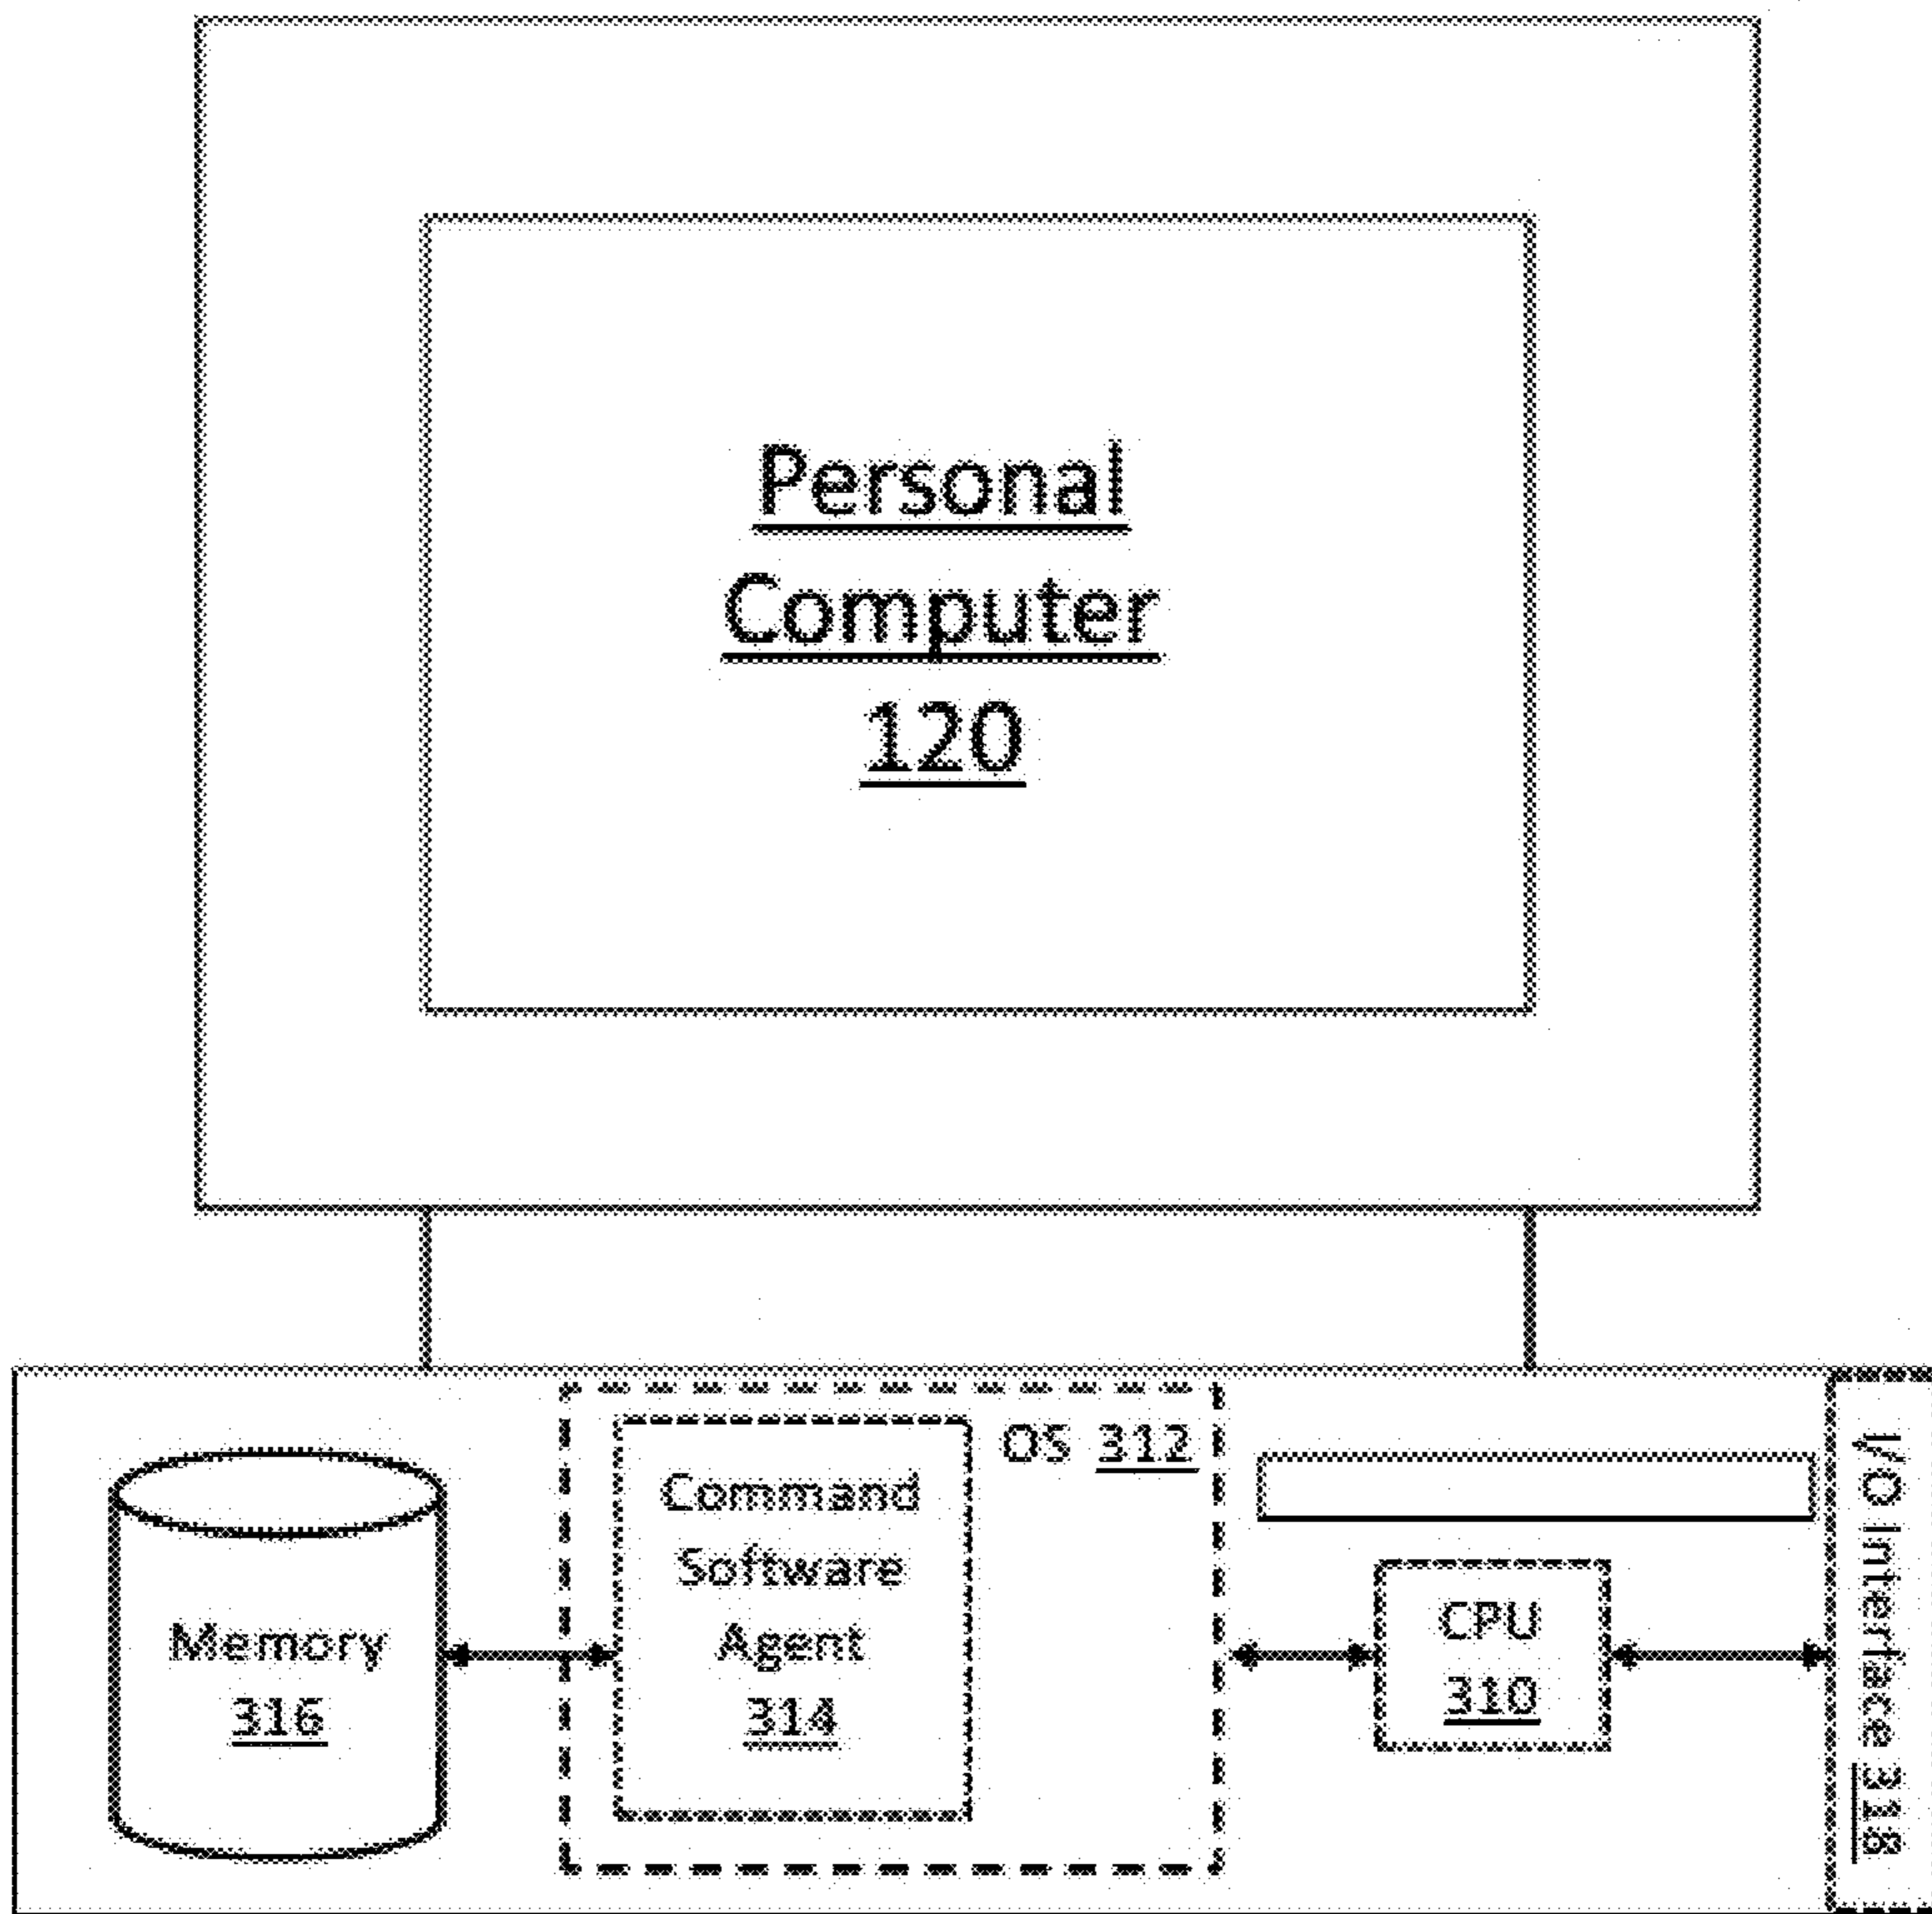 Personal
Computer
120
Memory
316
Command
Software
Agent
314
OS 312
CPU
310
I/O Interface 318